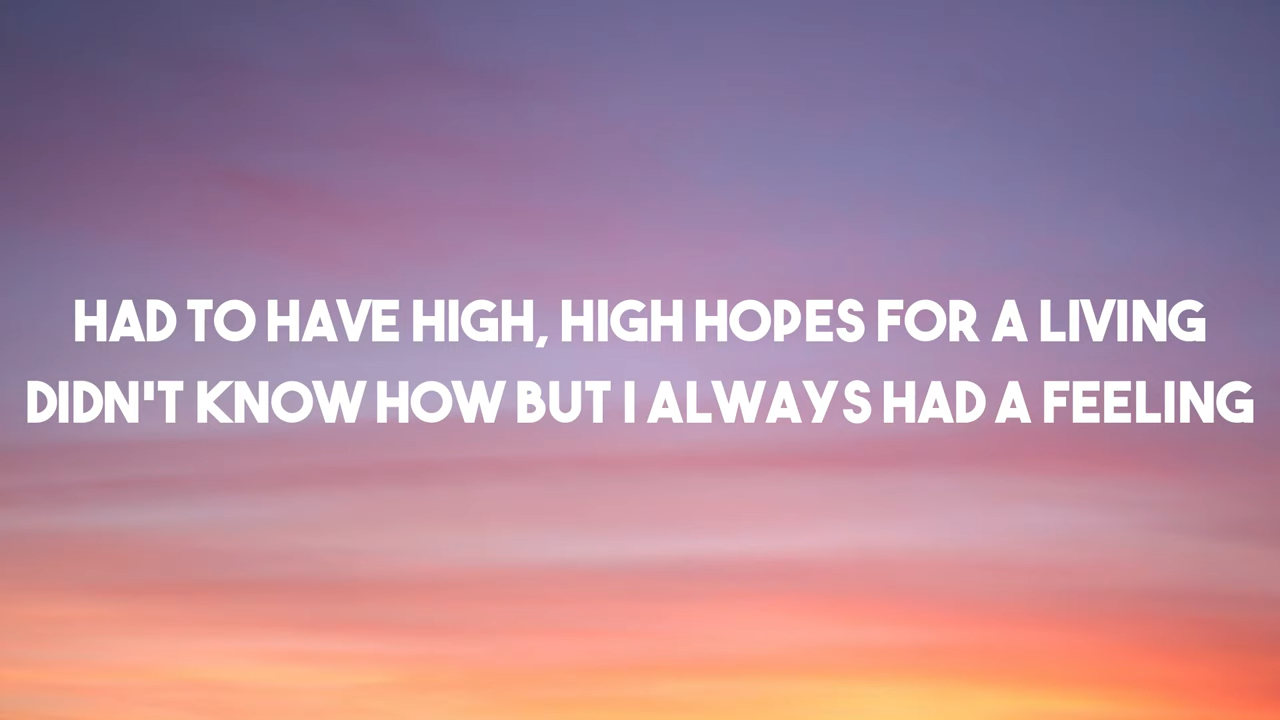 HAD TO HAVE HIGH, HIGH HOPES FOR A LIVING
DIDN'T KNOW HOW BUT I ALWAYS HAD A FEELING